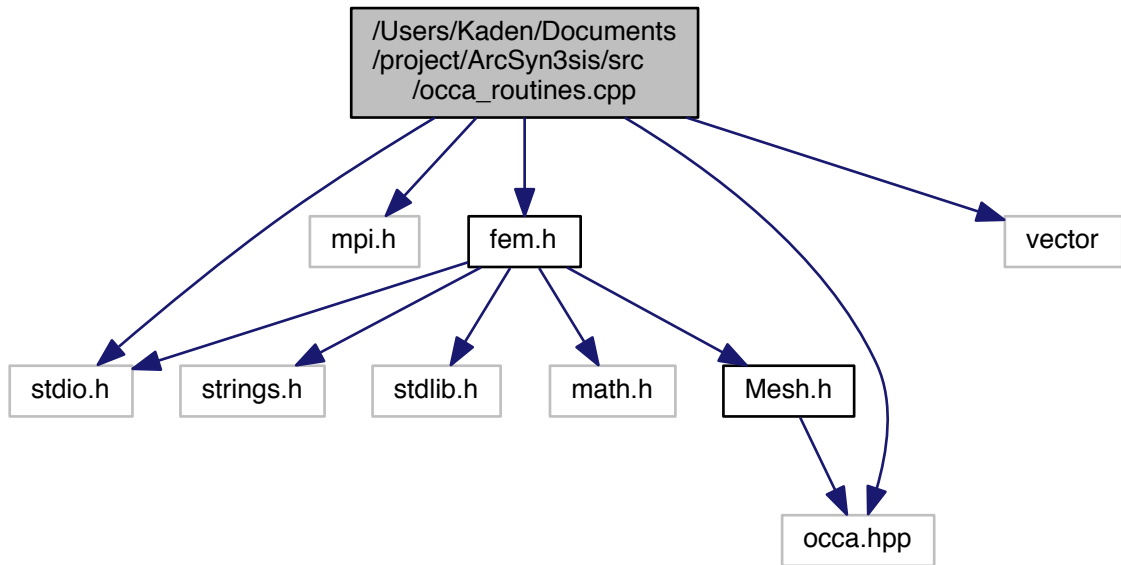 /Users/Kaden/Documents
/project/ArcSyn3sis/src
/occa_routines.cpp
mpi.h
fem.h
vector
stdio.h
strings.h
stdlib.h
math.h
Mesh.h
occa.hpp